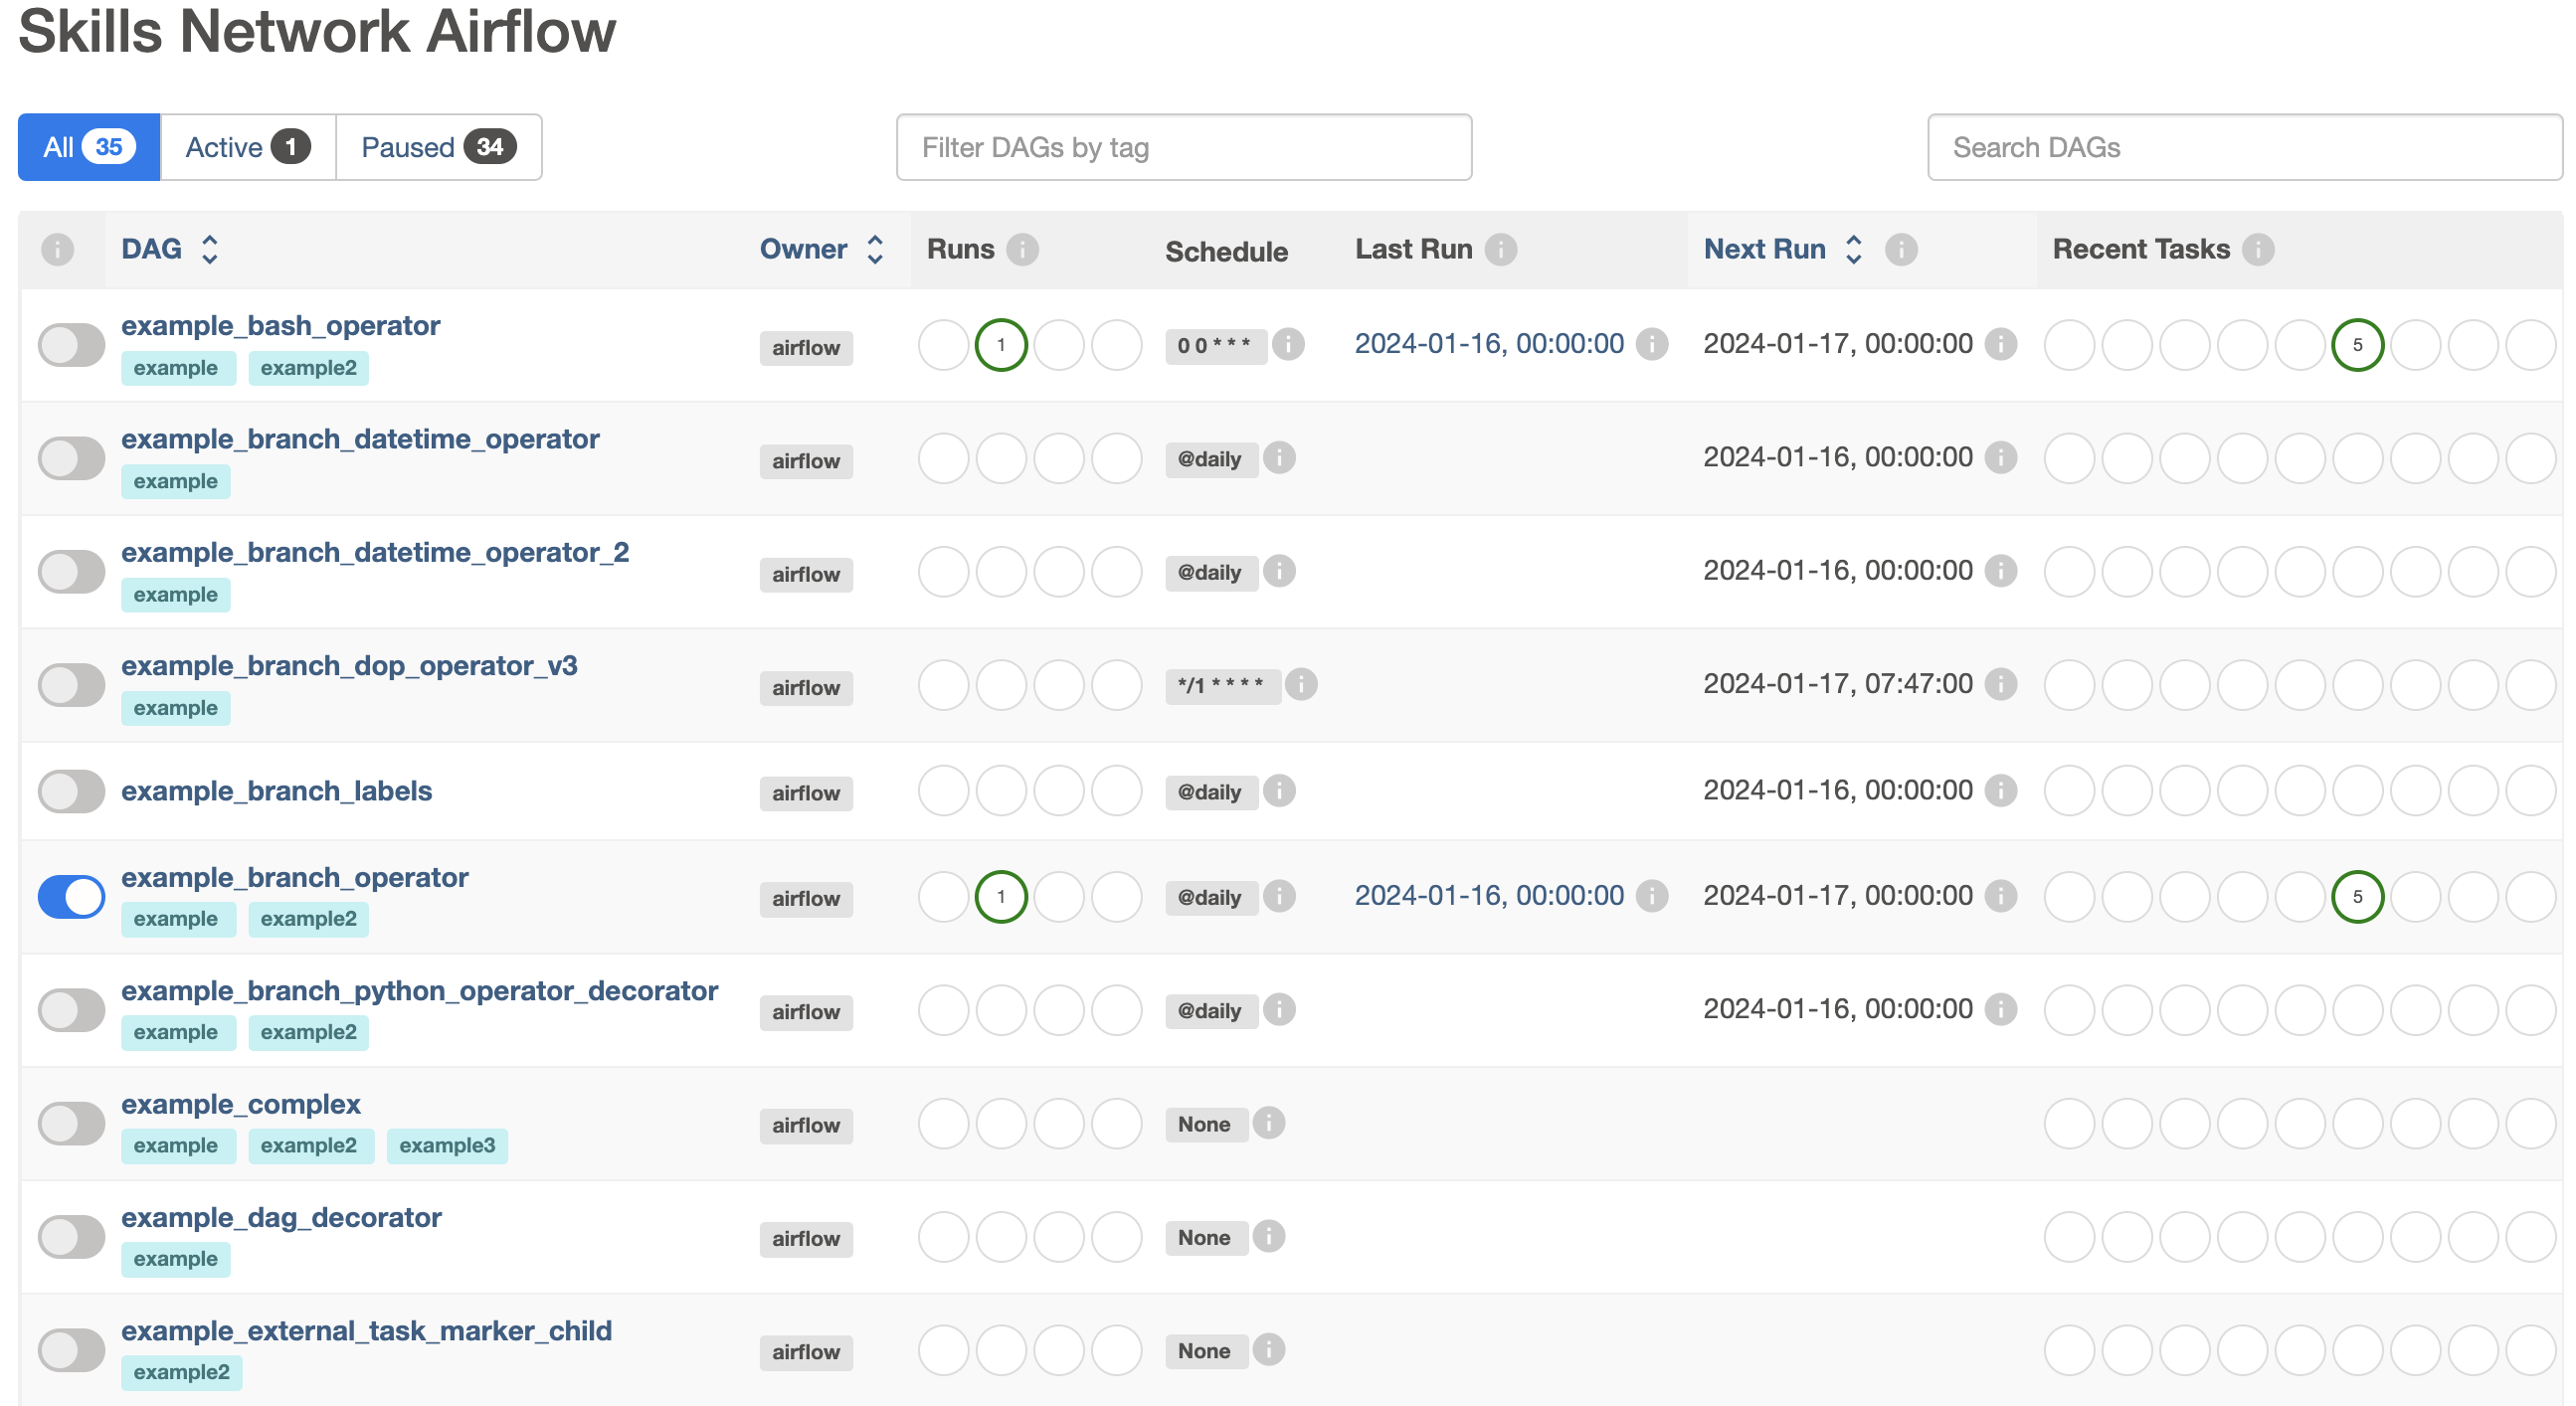 Skills Network Airflow
All 35 Active 1 Paused 34 Filter DAGs by tag Search DAGs
DAG Owner Runs Schedule Last Run Next Run Recent Tasks
example_bash_operator
example example2 airflow 1 0 0 * * * 2024-01-16, 00:00:00 2024-01-17, 00:00:00 5
example_branch_datetime_operator
example airflow @daily 2024-01-16, 00:00:00
example_branch_datetime_operator_2
example airflow @daily 2024-01-16, 00:00:00
example_branch_dop_operator_v3
example airflow */1 * * * * 2024-01-17, 07:47:00
example_branch_labels airflow @daily 2024-01-16, 00:00:00
example_branch_operator
example example2 airflow 1 @daily 2024-01-16, 00:00:00 2024-01-17, 00:00:00 5
example_branch_python_operator_decorator
example example2 airflow @daily 2024-01-16, 00:00:00
example_complex
example example2 example3 airflow None
example_dag_decorator
example airflow None
example_external_task_marker_child
example2 airflow None